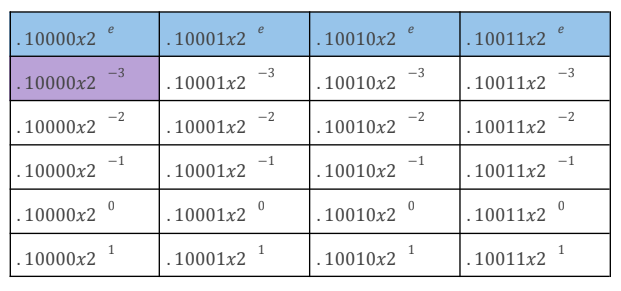 .10000x2 e .10001x2 e .10010x2 e .10011x2 e
.10000x2 −3 .10001x2 −3 .10010x2 −3 .10011x2 −3
.10000x2 −2 .10001x2 −2 .10010x2 −2 .10011x2 −2
.10000x2 −1 .10001x2 −1 .10010x2 −1 .10011x2 −1
.10000x2 0 .10001x2 0 .10010x2 0 .10011x2 0
.10000x2 1 .10001x2 1 .10010x2 1 .10011x2 1